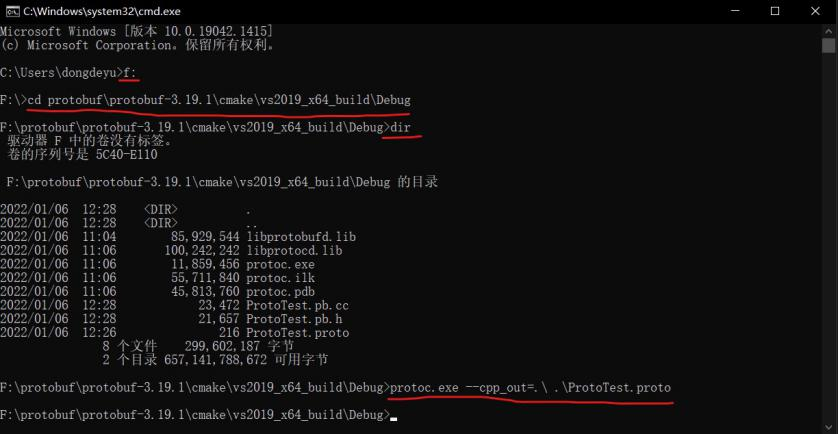 C:\Windows\system32\cmd.exe
Microsoft Windows [版本 10.0.19042.1415]
(c) Microsoft Corporation。保留所有权利。
C:\Users\dongdeyu>f:
F:\>cd protobuf\protobuf-3.19.1\cmake\vs2019_x64_build\Debug
F:\protobuf\protobuf-3.19.1\cmake\vs2019_x64_build\Debug>dir
驱动器 F 中的卷没有标签。
卷的序列号是 5C40-E110
F:\protobuf\protobuf-3.19.1\cmake\vs2019_x64_build\Debug 的目录
2022/01/06  12:28    <DIR>          .
2022/01/06  12:28    <DIR>          ..
2022/01/06  11:04        85,929,544 libprotobufd.lib
2022/01/06  11:06       100,242,242 libprotocd.lib
2022/01/06  11:06        11,859,456 protoc.exe
2022/01/06  11:06        55,711,840 protoc.ilk
2022/01/06  11:06        45,813,760 protoc.pdb
2022/01/06  12:28            23,472 ProtoTest.pb.cc
2022/01/06  12:28            21,657 ProtoTest.pb.h
2022/01/06  12:26               216 ProtoTest.proto
8 个文件    299,602,187 字节
2 个目录 657,141,788,672 可用字节
F:\protobuf\protobuf-3.19.1\cmake\vs2019_x64_build\Debug>protoc.exe --cpp_out=.\ .\ProtoTest.proto
F:\protobuf\protobuf-3.19.1\cmake\vs2019_x64_build\Debug>